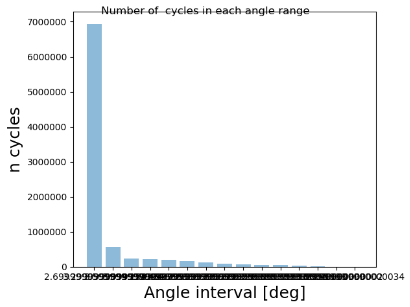 Number of  cycles in each angle range
7000000
6000000
5000000
4000000
3000000
2000000
1000000
0
n cycles
Angle interval [deg]